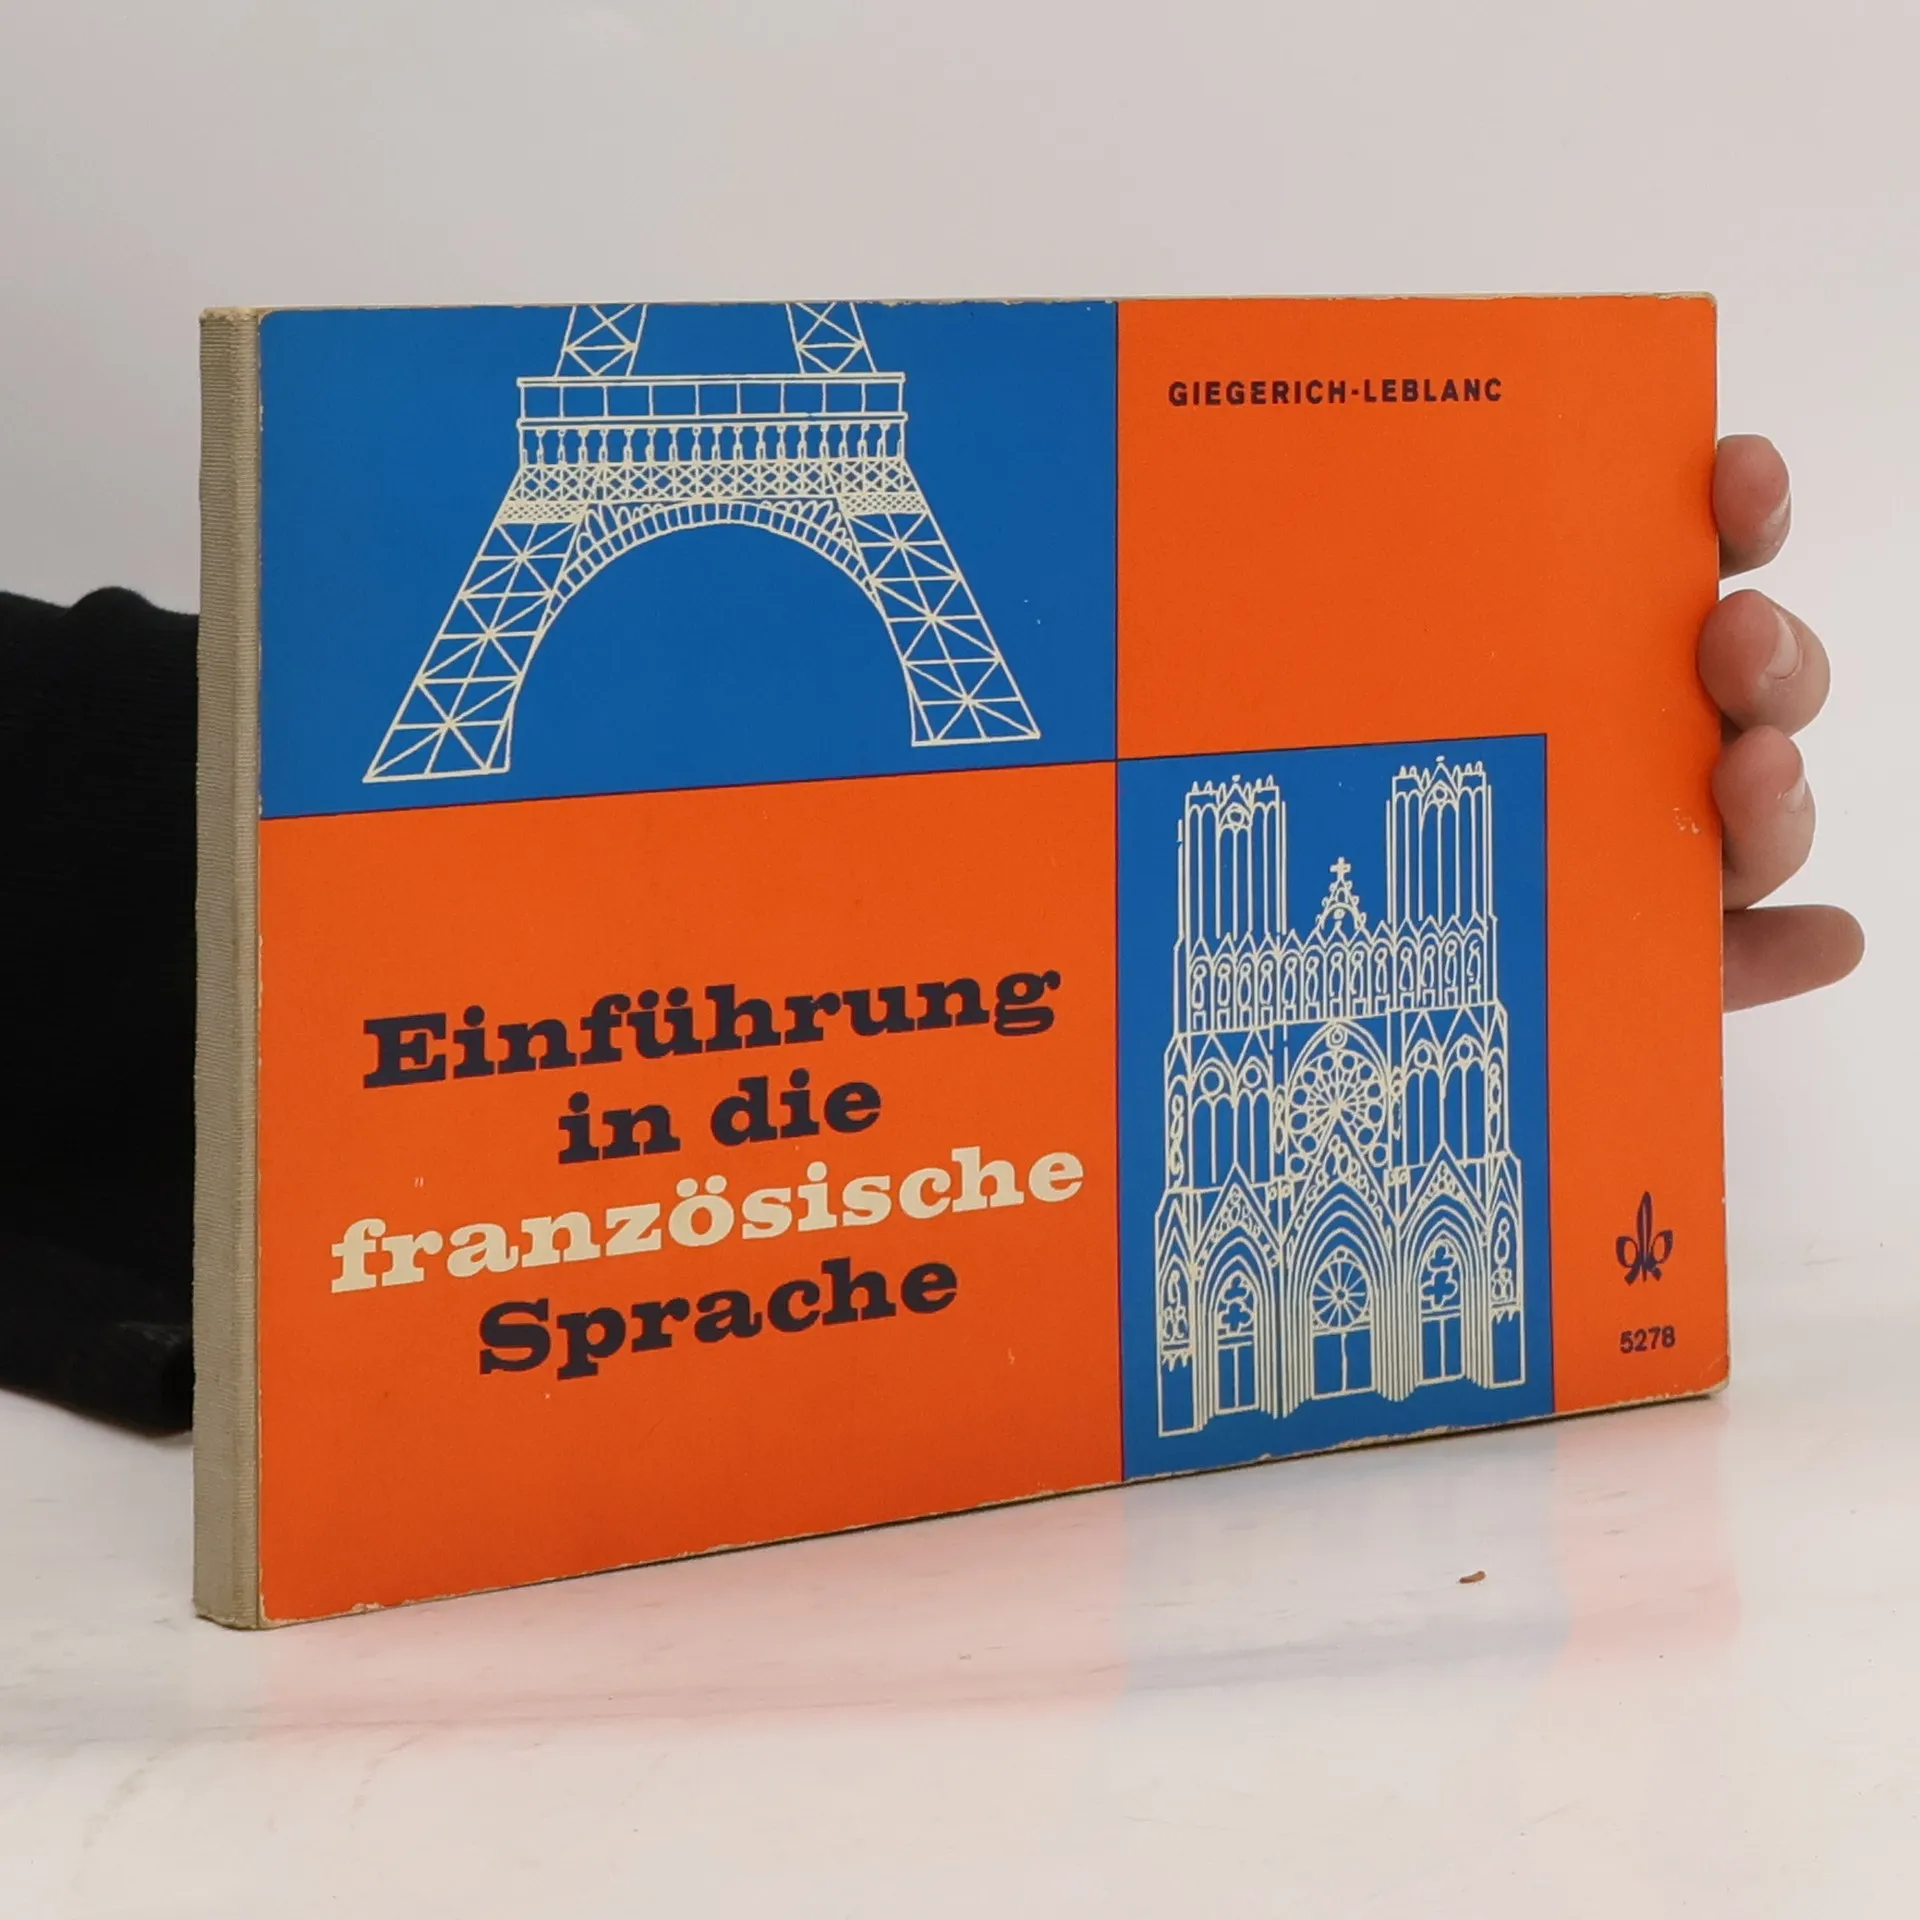 GIEGERICH-LEBLANC
Einführung
in die
französische
Sprache
5278